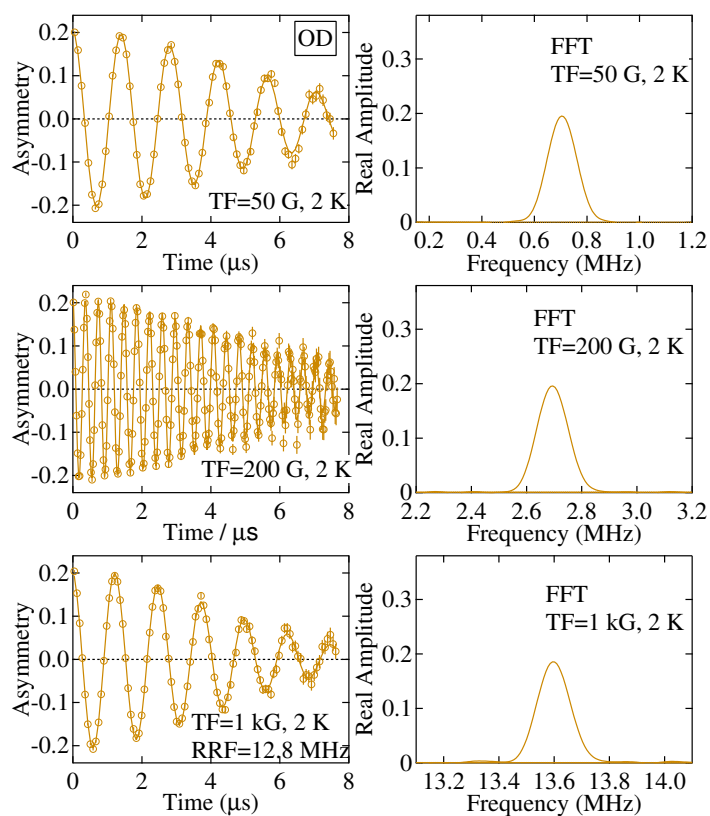 Asymmetry
0.2
0.1
0.0
-0.1
-0.2
OD
TF=50 G, 2 K
0 2 4 6 8
Time (μs)
Real Amplitude
0.3
0.2
0.1
0
FFT
TF=50 G, 2 K
0.2 0.4 0.6 0.8 1.0 1.2
Frequency (MHz)
Asymmetry
0.2
0.1
0.0
-0.1
-0.2
TF=200 G, 2 K
0 2 4 6 8
Time / μs
Real Amplitude
0.3
0.2
0.1
0
FFT
TF=200 G, 2 K
2.2 2.4 2.6 2.8 3.0 3.2
Frequency (MHz)
Asymmetry
0.2
0.1
0.0
-0.1
-0.2
TF=1 kG, 2 K
RRF=12,8 MHz
0 2 4 6 8
Time (μs)
Real Amplitude
0.3
0.2
0.1
0
FFT
TF=1 kG, 2 K
13.2 13.4 13.6 13.8 14.0
Frequency (MHz)